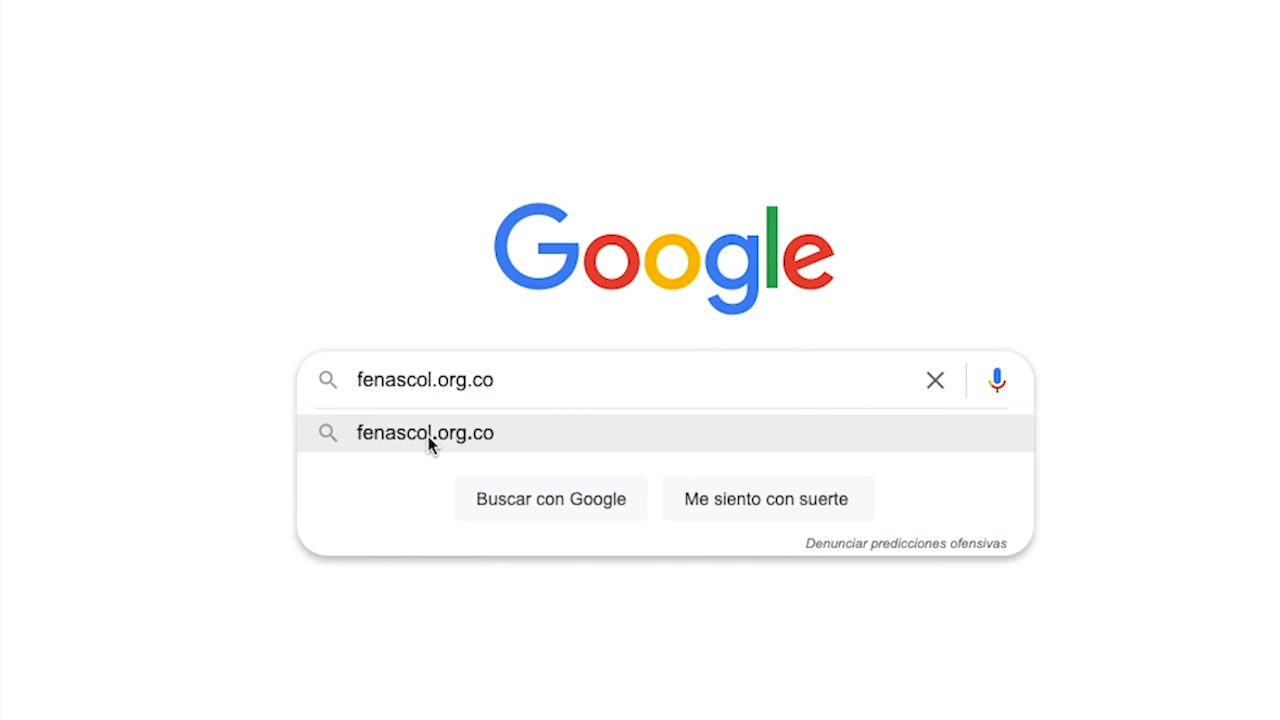 Google
fenascol.org.co
fenascol.org.co
Buscar con Google
Me siento con suerte
Denunciar predicciones ofensivas